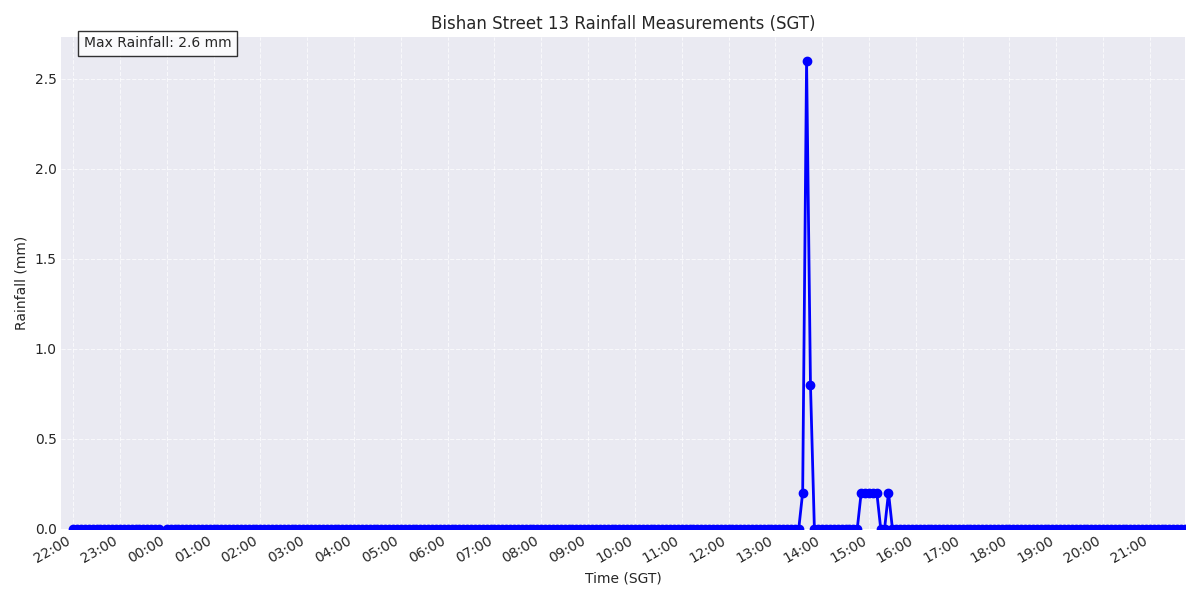 Bishan Street 13 Rainfall Measurements (SGT)
Max Rainfall: 2.6 mm
2.5
2.0
1.5
1.0
0.5
0.0
Rainfall (mm)
22:00 23:00 00:00 01:00 02:00 03:00 04:00 05:00 06:00 07:00 08:00 09:00 10:00 11:00 12:00 13:00 14:00 15:00 16:00 17:00 18:00 19:00 20:00 21:00
Time (SGT)